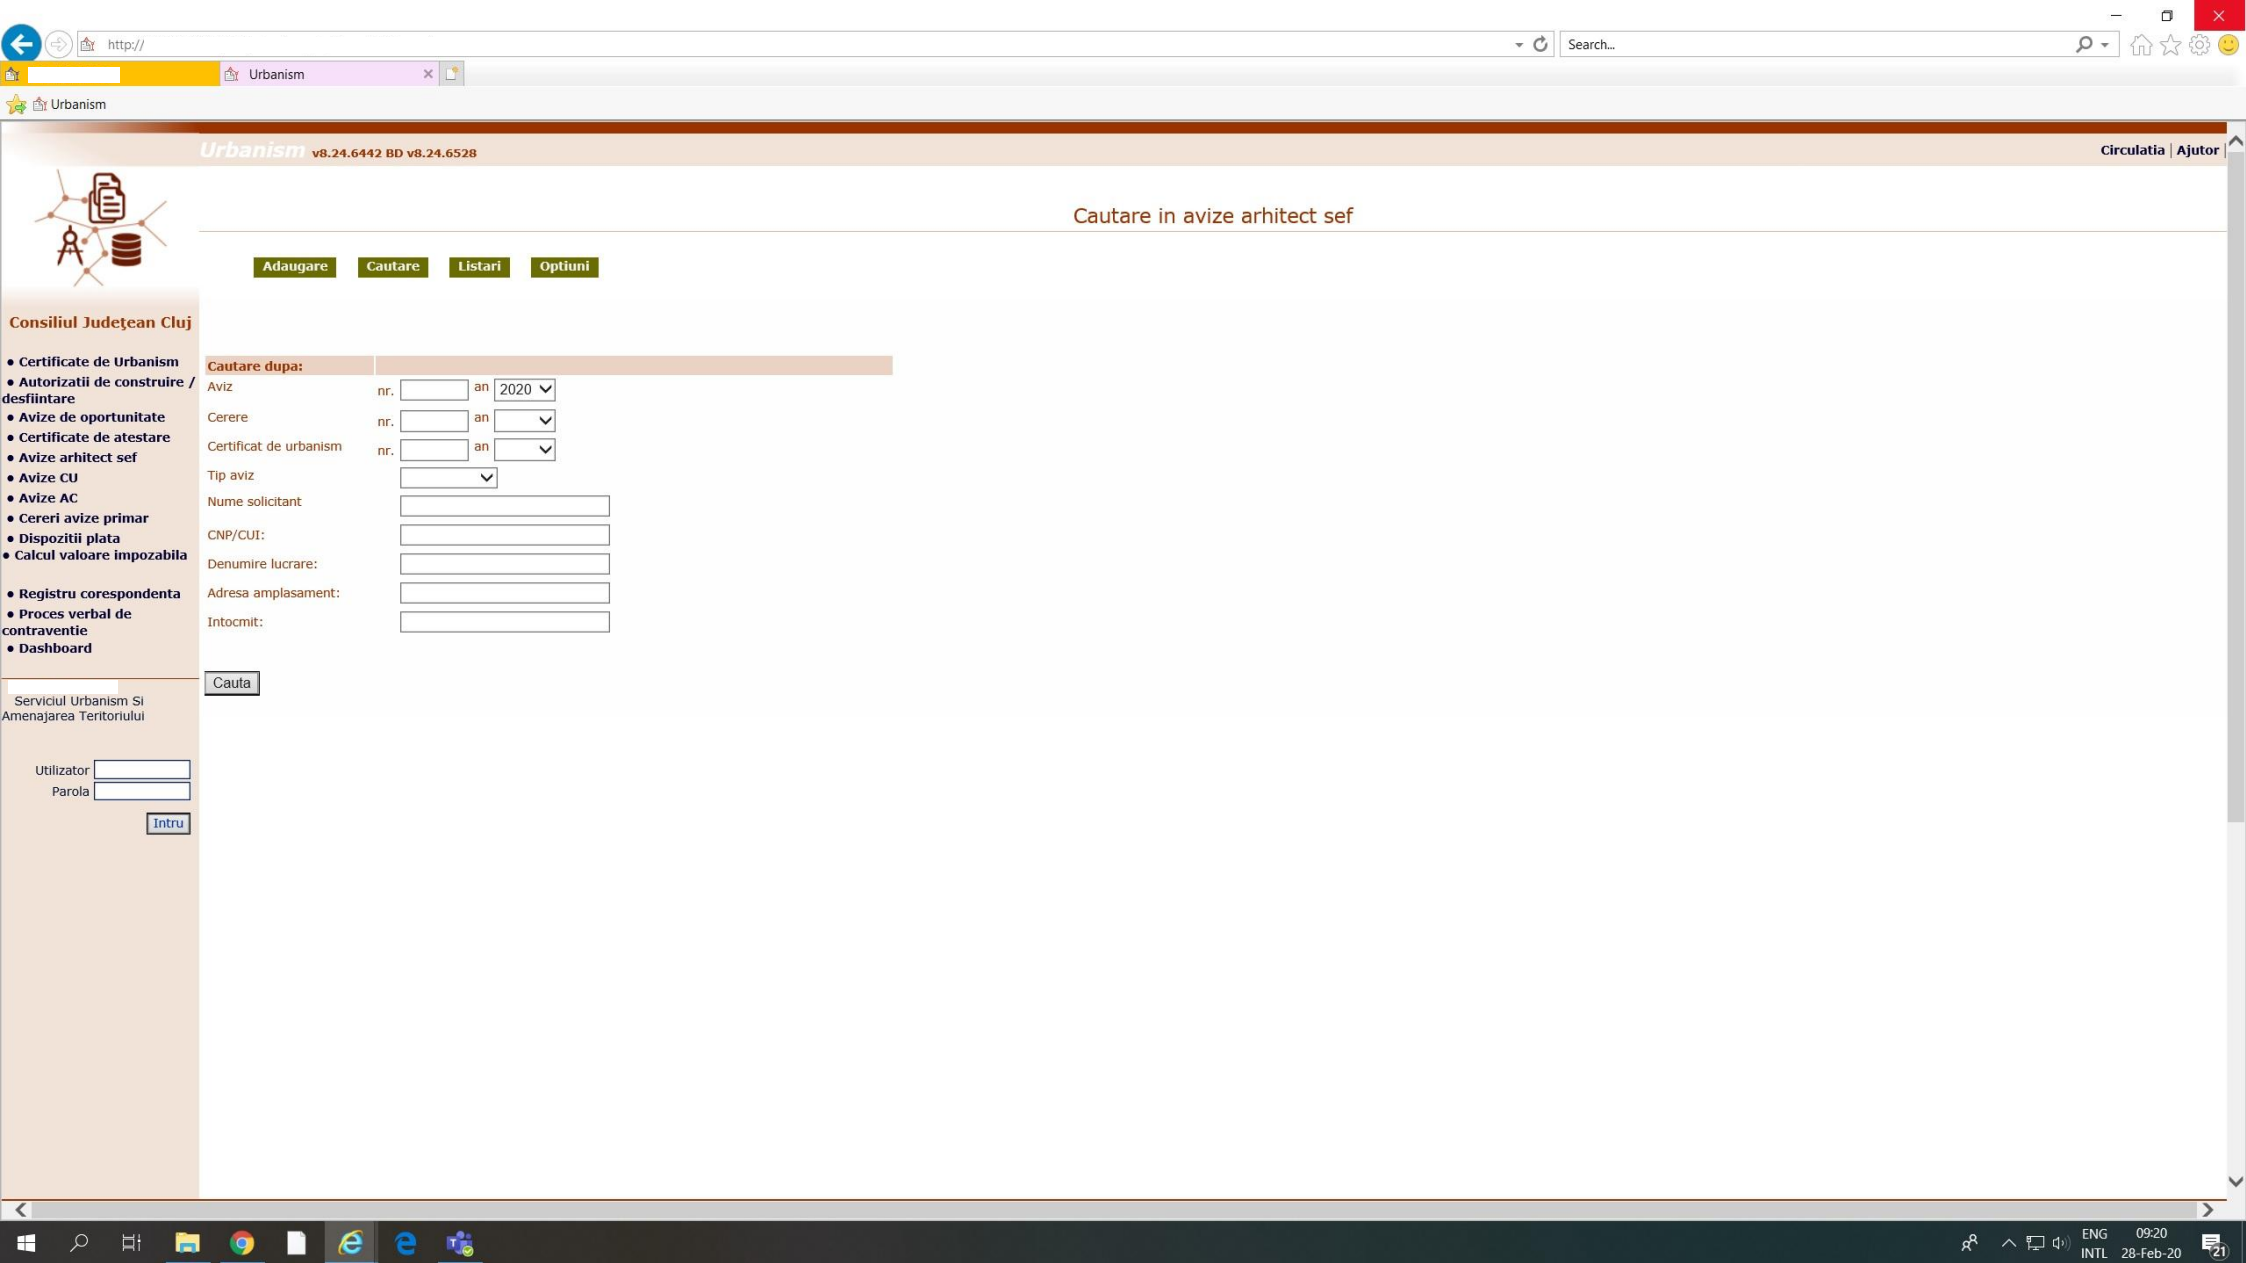 http://
Search...
Urbanism
Urbanism
Urbanism v8.24.6442 BD v8.24.6528
Circulatia | Ajutor |
Cautare in avize arhitect sef
Adaugare Cautare Listari Optiuni
Consiliul Judeţean Cluj
• Certificate de Urbanism
• Autorizatii de construire /
desfiintare
• Avize de oportunitate
• Certificate de atestare
• Avize arhitect sef
• Avize CU
• Avize AC
• Cereri avize primar
• Dispozitii plata
• Calcul valoare impozabila
• Registru corespondenta
• Proces verbal de
contraventie
• Dashboard
Serviciul Urbanism Si
Amenajarea Teritoriului
Utilizator
Parola
Intru
Cautare dupa:
Aviz nr. an 2020
Cerere nr. an
Certificat de urbanism nr. an
Tip aviz
Nume solicitant
CNP/CUI:
Denumire lucrare:
Adresa amplasament:
Intocmit:
Cauta
ENG 09:20
INTL 28-Feb-20
21